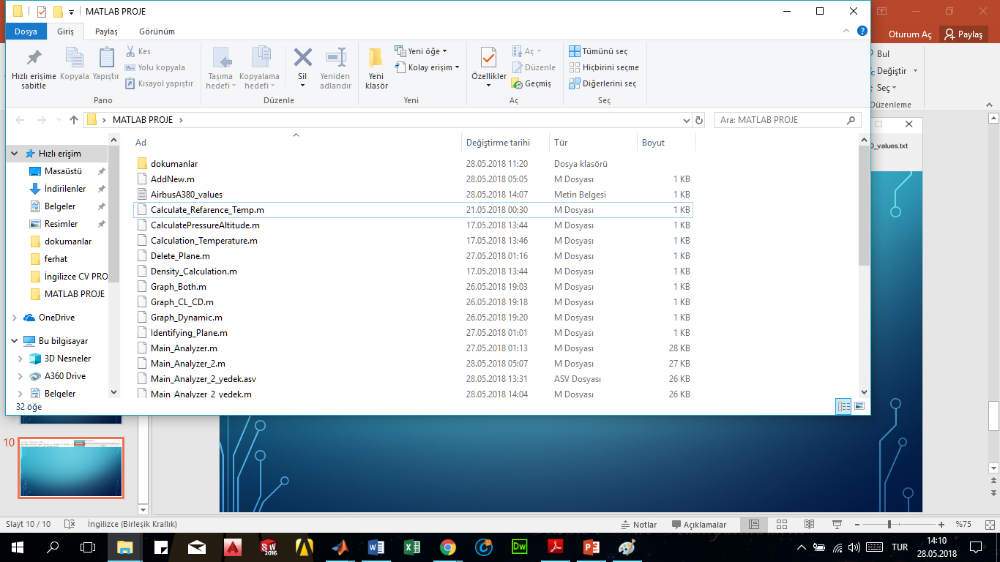 MATLAB PROJE
Dosya Giriş Paylaş Görünüm
Oturum Aç Paylaş
Hızlı erişime sabitle
Kopyala
Yapıştır
Kes
Yolu kopyala
Kısayol yapıştır
Pano
Taşıma hedefi
Kopyalama hedefi
Sil
Yeniden adlandır
Düzenle
Yeni klasör
Yeni öğe
Kolay erişim
Yeni
Özellikler
Aç
Düzenle
Geçmiş
Aç
Tümünü seç
Hiçbirini seçme
Diğerlerini seç
Seç
Bul
Değiştir
Seç
Düzenleme
MATLAB PROJE
Ara: MATLAB PROJE
0_values.txt
Hızlı erişim
Masaüstü
İndirilenler
Belgeler
Resimler
dokumanlar
ferhat
İngilizce CV PRO
MATLAB PROJE
OneDrive
Bu bilgisayar
3D Nesneler
A360 Drive
Belgeler
Ad Değiştirme tarihi Tür Boyut
dokumanlar 28.05.2018 11:20 Dosya klasörü
AddNew.m 28.05.2018 05:05 M Dosyası 1 KB
AirbusA380_values 28.05.2018 14:07 Metin Belgesi 1 KB
Calculate_Refarence_Temp.m 21.05.2018 00:30 M Dosyası 1 KB
CalculatePressureAltitude.m 17.05.2018 13:44 M Dosyası 1 KB
Calculation_Temperature.m 17.05.2018 13:46 M Dosyası 1 KB
Delete_Plane.m 27.05.2018 01:16 M Dosyası 1 KB
Density_Calculation.m 17.05.2018 13:44 M Dosyası 1 KB
Graph_Both.m 26.05.2018 19:03 M Dosyası 1 KB
Graph_CL_CD.m 26.05.2018 19:18 M Dosyası 1 KB
Graph_Dynamic.m 26.05.2018 19:20 M Dosyası 1 KB
Identifying_Plane.m 27.05.2018 01:01 M Dosyası 1 KB
Main_Analyzer.m 27.05.2018 01:13 M Dosyası 28 KB
Main_Analyzer_2.m 28.05.2018 05:07 M Dosyası 27 KB
Main_Analyzer_2_yedek.asv 28.05.2018 13:31 ASV Dosyası 26 KB
Main_Analyzer_2_yedek.m 28.05.2018 14:04 M Dosyası 26 KB
32 öğe
10
Slayt 10 / 10 İngilizce (Birleşik Krallık) Notlar Açıklamalar %75
SW 2016
Dw
TUR
14:10
28.05.2018